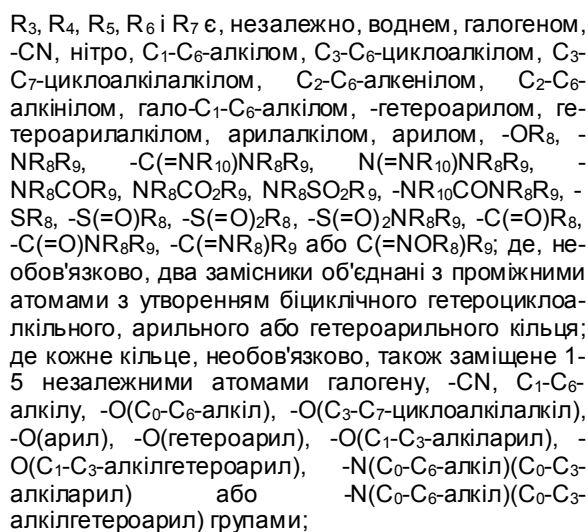 R₃, R₄, R₅, R₆ і R₇ є, незалежно, воднем, галогеном,
-CN, нітро, C₁-C₆-алкілом, C₃-C₆-циклоалкілом, C₃-
C₇-циклоалкілалкілом, C₂-C₆-алкенілом, C₂-C₆-
алкінілом, гало-C₁-C₆-алкілом, -гетероарилом, ге-
тероарилалкілом, арилалкілом, арилом, -OR₈, -
NR₈R₉, -C(=NR₁₀)NR₈R₉, N(=NR₁₀)NR₈R₉, -
NR₈COR₉, NR₈CO₂R₉, NR₈SO₂R₉, -NR₁₀CONR₈R₉, -
SR₈, -S(=O)R₈, -S(=O)₂R₈, -S(=O)₂NR₈R₉, -C(=O)R₈,
-C(=O)NR₈R₉, -C(=NR₈)R₉ або C(=NOR₈)R₉; де, не-
обов'язково, два замісники об'єднані з проміжними
атомами з утворенням біциклічного гетероциклоа-
лкільного, арильного або гетероарильного кільця;
де кожне кільце, необов'язково, також заміщене 1-
5 незалежними атомами галогену, -CN, C₁-C₆-
алкілу, -O(C₀-C₆-алкіл), -O(C₃-C₇-циклоалкілалкіл),
-O(арил), -O(гетероарил), -O(C₁-C₃-алкіларил), -
O(C₁-C₃-алкілгетероарил), -N(C₀-C₆-алкіл)(C₀-C₃-
алкіларил) або -N(C₀-C₆-алкіл)(C₀-C₃-
алкілгетероарил) групами;